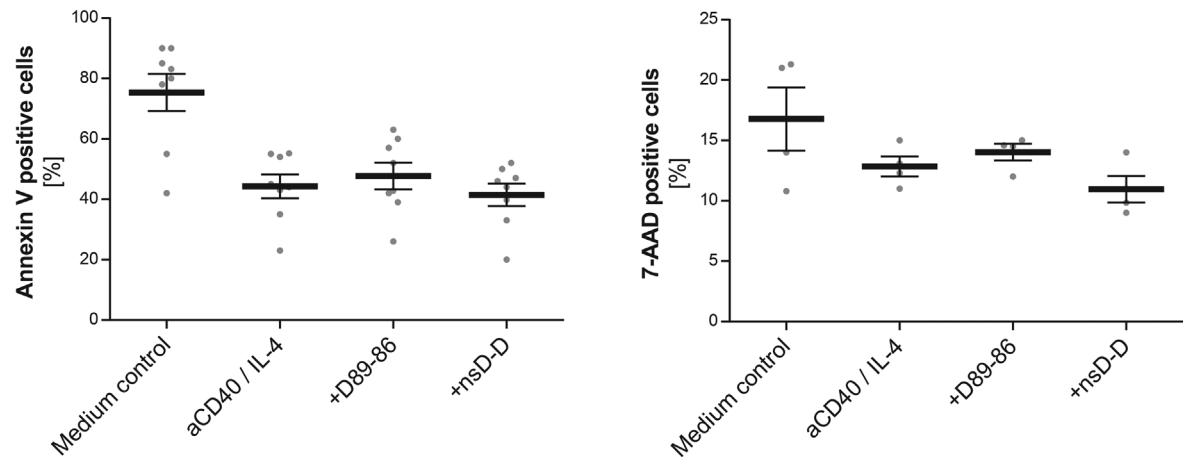 Annexin V positive cells
[%]
100
80
60
40
20
0
Medium control
aCD40 / IL-4
+D89-86
+nsD-D
7-AAD positive cells
[%]
25
20
15
10
5
0
Medium control
aCD40 / IL-4
+D89-86
+nsD-D